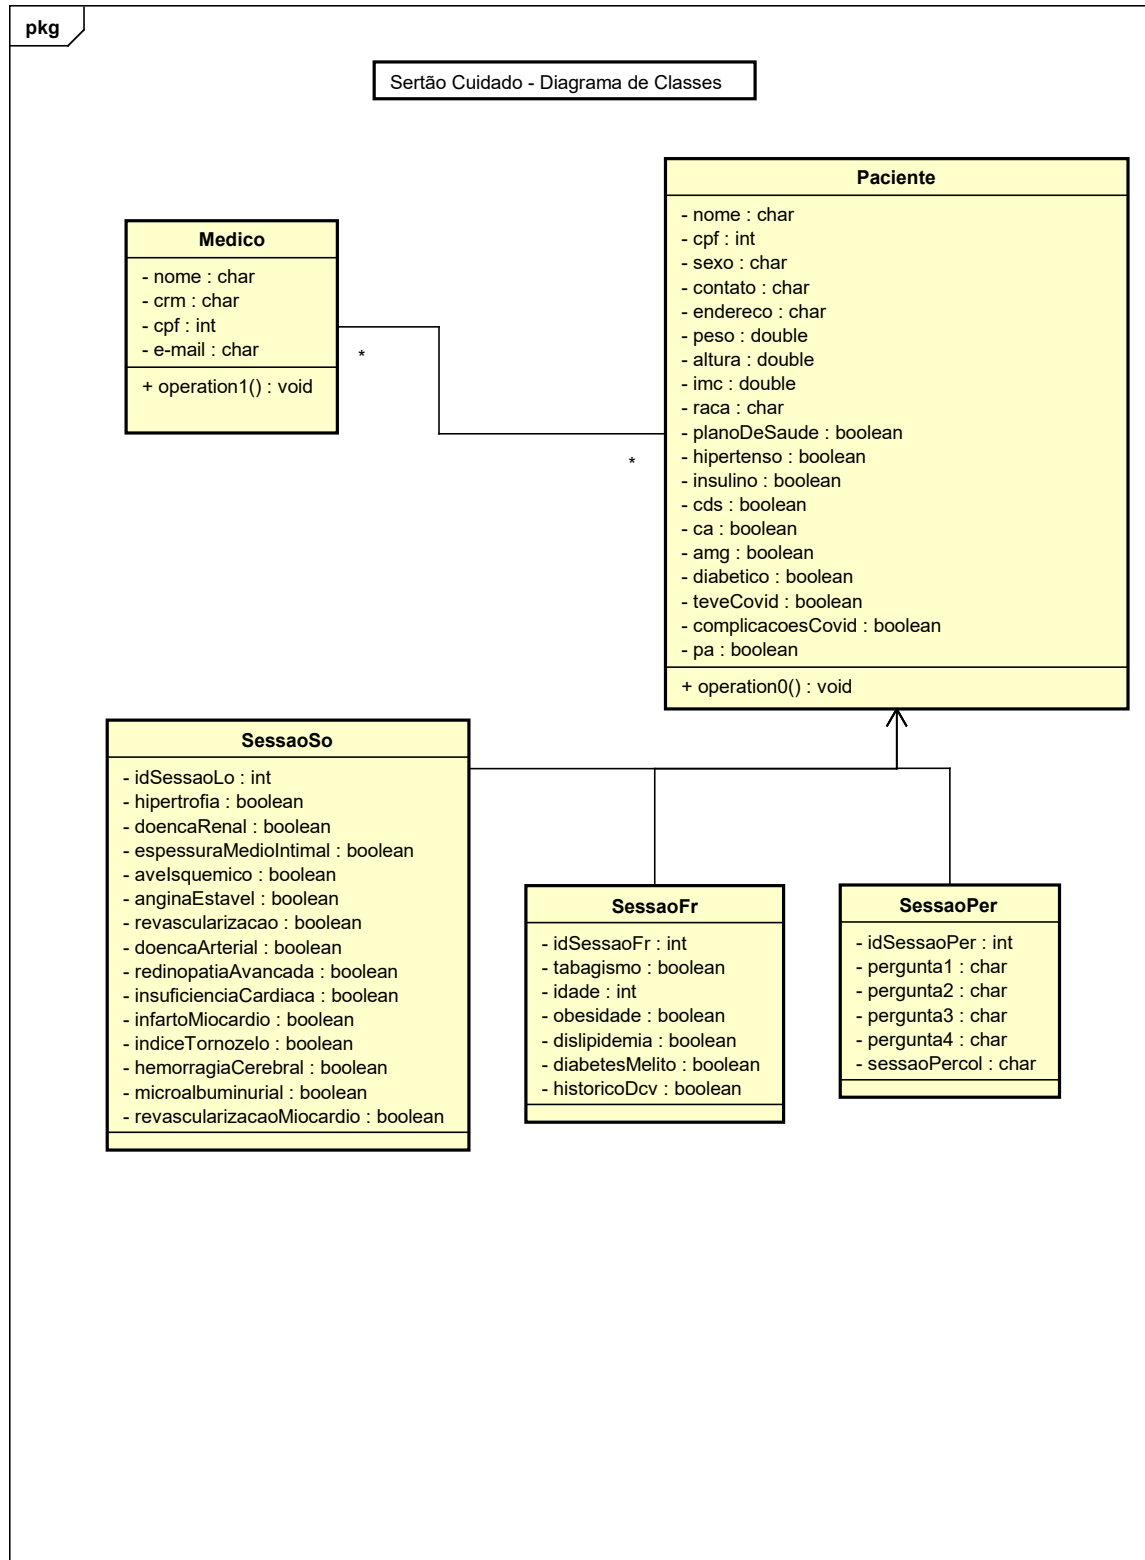 pkg
Sertão Cuidado - Diagrama de Classes
Paciente
- nome : char
- cpf : int
- sexo : char
- contato : char
- endereco : char
- peso : double
- altura : double
- imc : double
- raca : char
- planoDeSaude : boolean
- hipertenso : boolean
- insulino : boolean
- cds : boolean
- ca : boolean
- amg : boolean
- diabetico : boolean
- teveCovid : boolean
- complicacoesCovid : boolean
- pa : boolean
+ operation0() : void
Medico
- nome : char
- crm : char
- cpf : int
- e-mail : char
+ operation1() : void
*
*
SessaoSo
- idSessaoLo : int
- hipertrofia : boolean
- doencaRenal : boolean
- espessuraMedioIntimal : boolean
- aveIsquemico : boolean
- anginaEstavel : boolean
- revascularizacao : boolean
- doencaArterial : boolean
- redinopatiaAvancada : boolean
- insuficienciaCardiaca : boolean
- infartoMiocardio : boolean
- indiceTornozelo : boolean
- hemorragiaCerebral : boolean
- microalbuminurial : boolean
- revascularizacaoMiocardio : boolean
SessaoFr
- idSessaoFr : int
- tabagismo : boolean
- idade : int
- obesidade : boolean
- dislipidemia : boolean
- diabetesMelito : boolean
- historicoDcv : boolean
SessaoPer
- idSessaoPer : int
- pergunta1 : char
- pergunta2 : char
- pergunta3 : char
- pergunta4 : char
- sessaoPercol : char